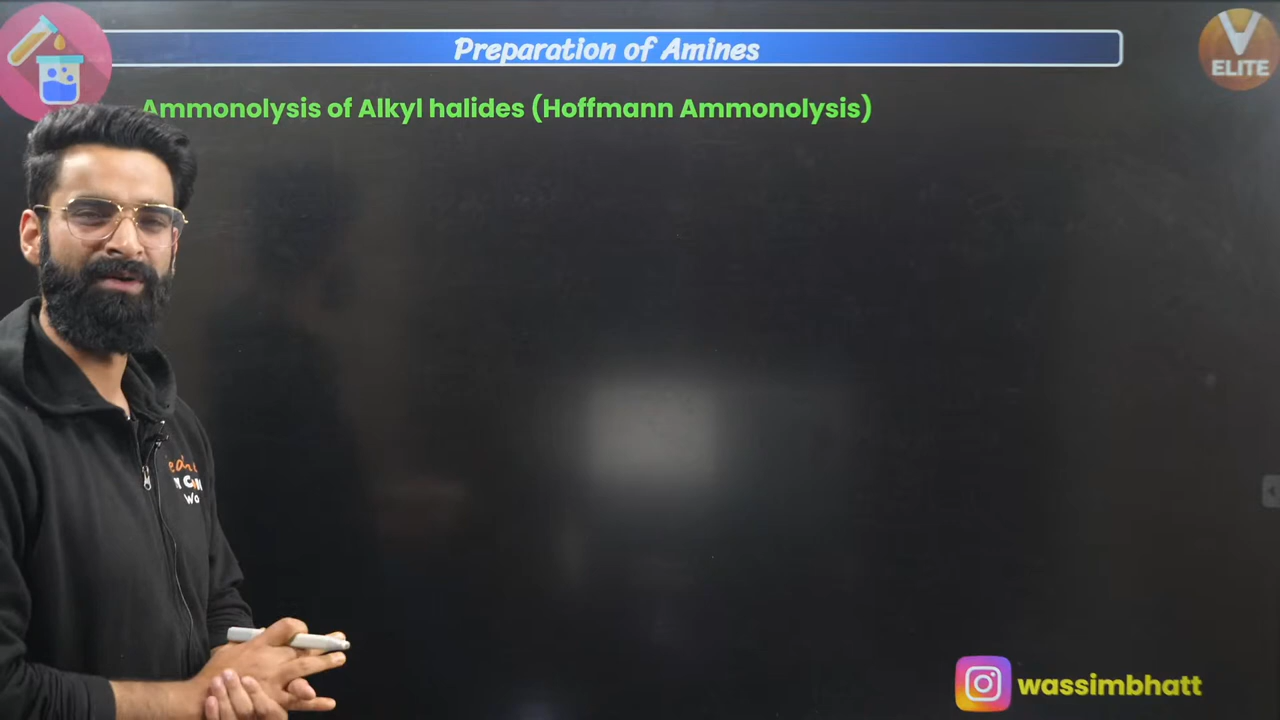 Preparation of Amines
ELITE
Ammonolysis of Alkyl halides (Hoffmann Ammonolysis)
wassimbhatt